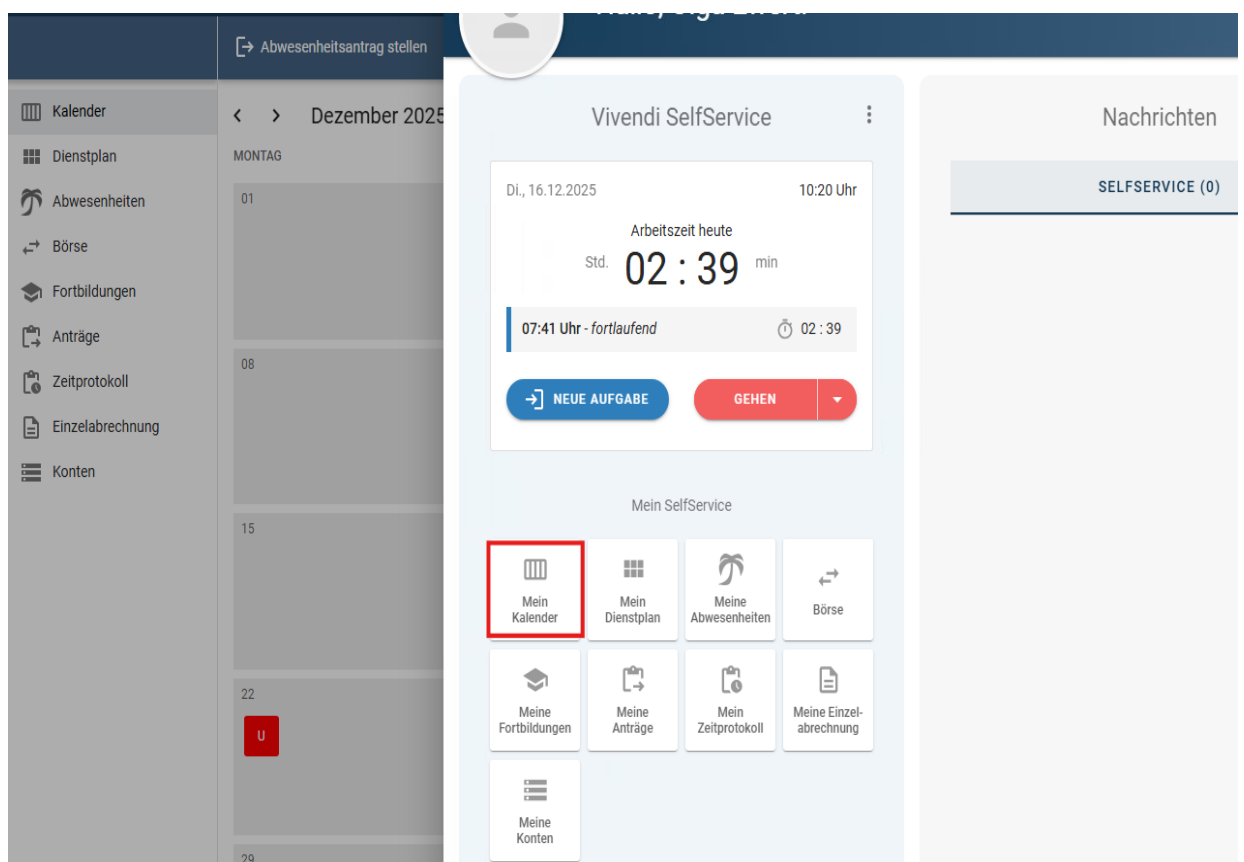 Abwesenheitsantrag stellen
Kalender
Dienstplan
Abwesenheiten
Börse
Fortbildungen
Anträge
Zeitprotokoll
Einzelabrechnung
Konten
Dezember 2025
MONTAG
01
08
15
22
U
29
Vivendi SelfService
Di., 16.12.2025
10:20 Uhr
Arbeitszeit heute
Std. 02 : 39 min
07:41 Uhr - fortlaufend
02 : 39
NEUE AUFGABE
GEHEN
Mein SelfService
Mein
Kalender
Mein
Dienstplan
Meine
Abwesenheiten
Börse
Meine
Fortbildungen
Meine
Anträge
Mein
Zeitprotokoll
Meine Einzel-
abrechnung
Meine
Konten
Nachrichten
SELFSERVICE (0)